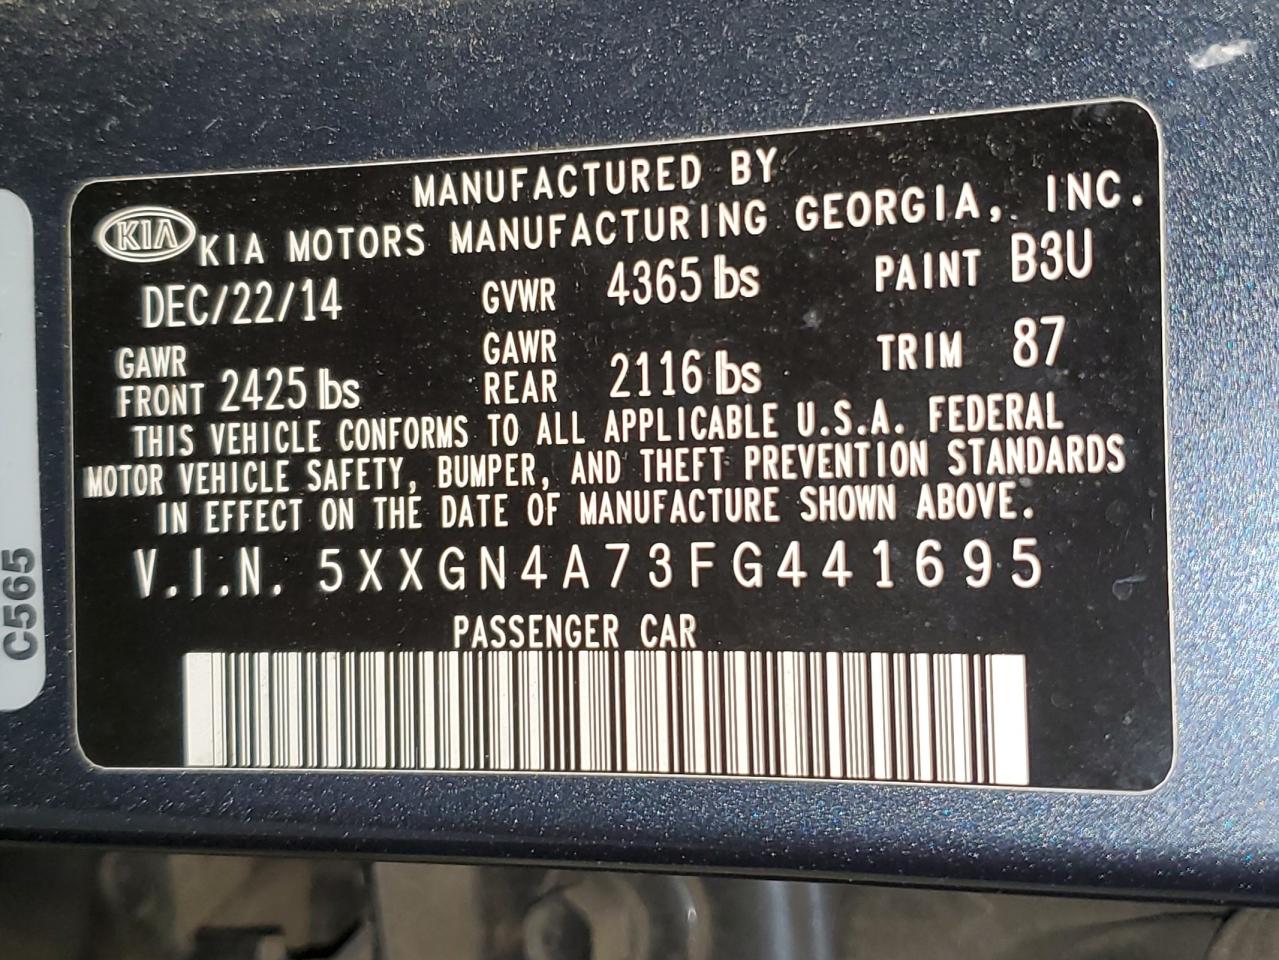 MANUFACTURED BY
KIA KIA MOTORS MANUFACTURING GEORGIA, INC.
DEC/22/14 GVWR 4365 lbs PAINT B3U
GAWR FRONT 2425 lbs GAWR REAR 2116 lbs TRIM 87
THIS VEHICLE CONFORMS TO ALL APPLICABLE U.S.A. FEDERAL
MOTOR VEHICLE SAFETY, BUMPER, AND THEFT PREVENTION STANDARDS
IN EFFECT ON THE DATE OF MANUFACTURE SHOWN ABOVE.
V.I.N. 5XXGN4A73FG441695
PASSENGER CAR
C565